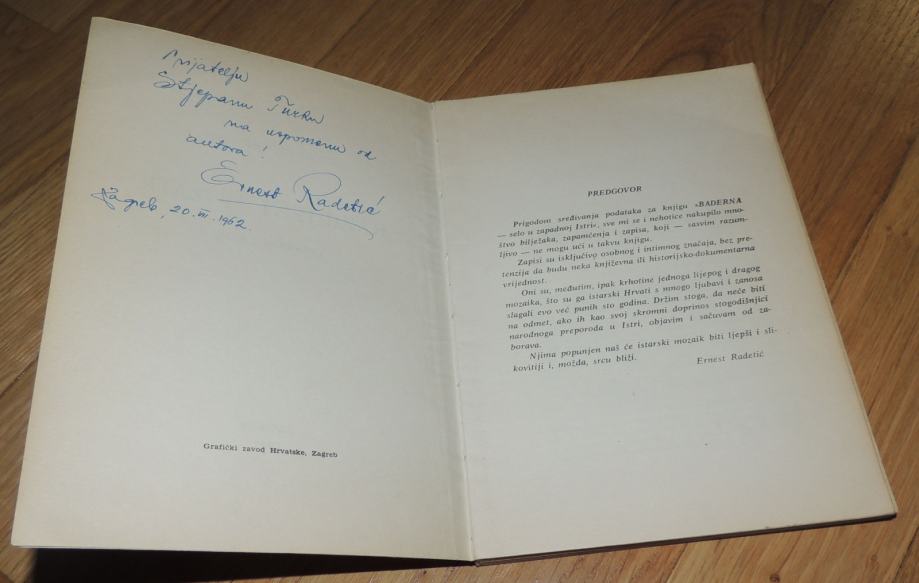 Prijatelju
Stjepanu Türku
na uspomenu od
autora!
Ernest Radetić
Zagreb, 20. III. 1962
Grafički zavod Hrvatske, Zagreb
PREDGOVOR
Prigodom sređivanja podataka za knjigu »BADERNA
— selo u zapadnoj Istri«, sve mi se i nehotice nakupilo mno-
štvo bilježaka, zapamćenja i zapisa, koji — sasvim razum-
ljivo — ne mogu ući u takvu knjigu.
Zapisi su isključivo osobnog i intimnog značaja, bez pre-
tenzija da budu neka književna ili historijsko-dokumentarna
vrijednost.
Oni su, međutim, ipak krhotine jednoga lijepog i dragog
mozaika, što su ga istarski Hrvati s mnogo ljubavi i zanosa
slagali evo već punih sto godina. Držim stoga, da neće biti
na odmet, ako ih kao svoj skromni doprinos stogodišnjici
narodnoga preporoda u Istri, objavim i sačuvam od za-
borava.
Njima popunjen naš će istarski mozaik biti ljepši i sli-
kovitiji i, možda, srcu bliži.
Ernest Radetić